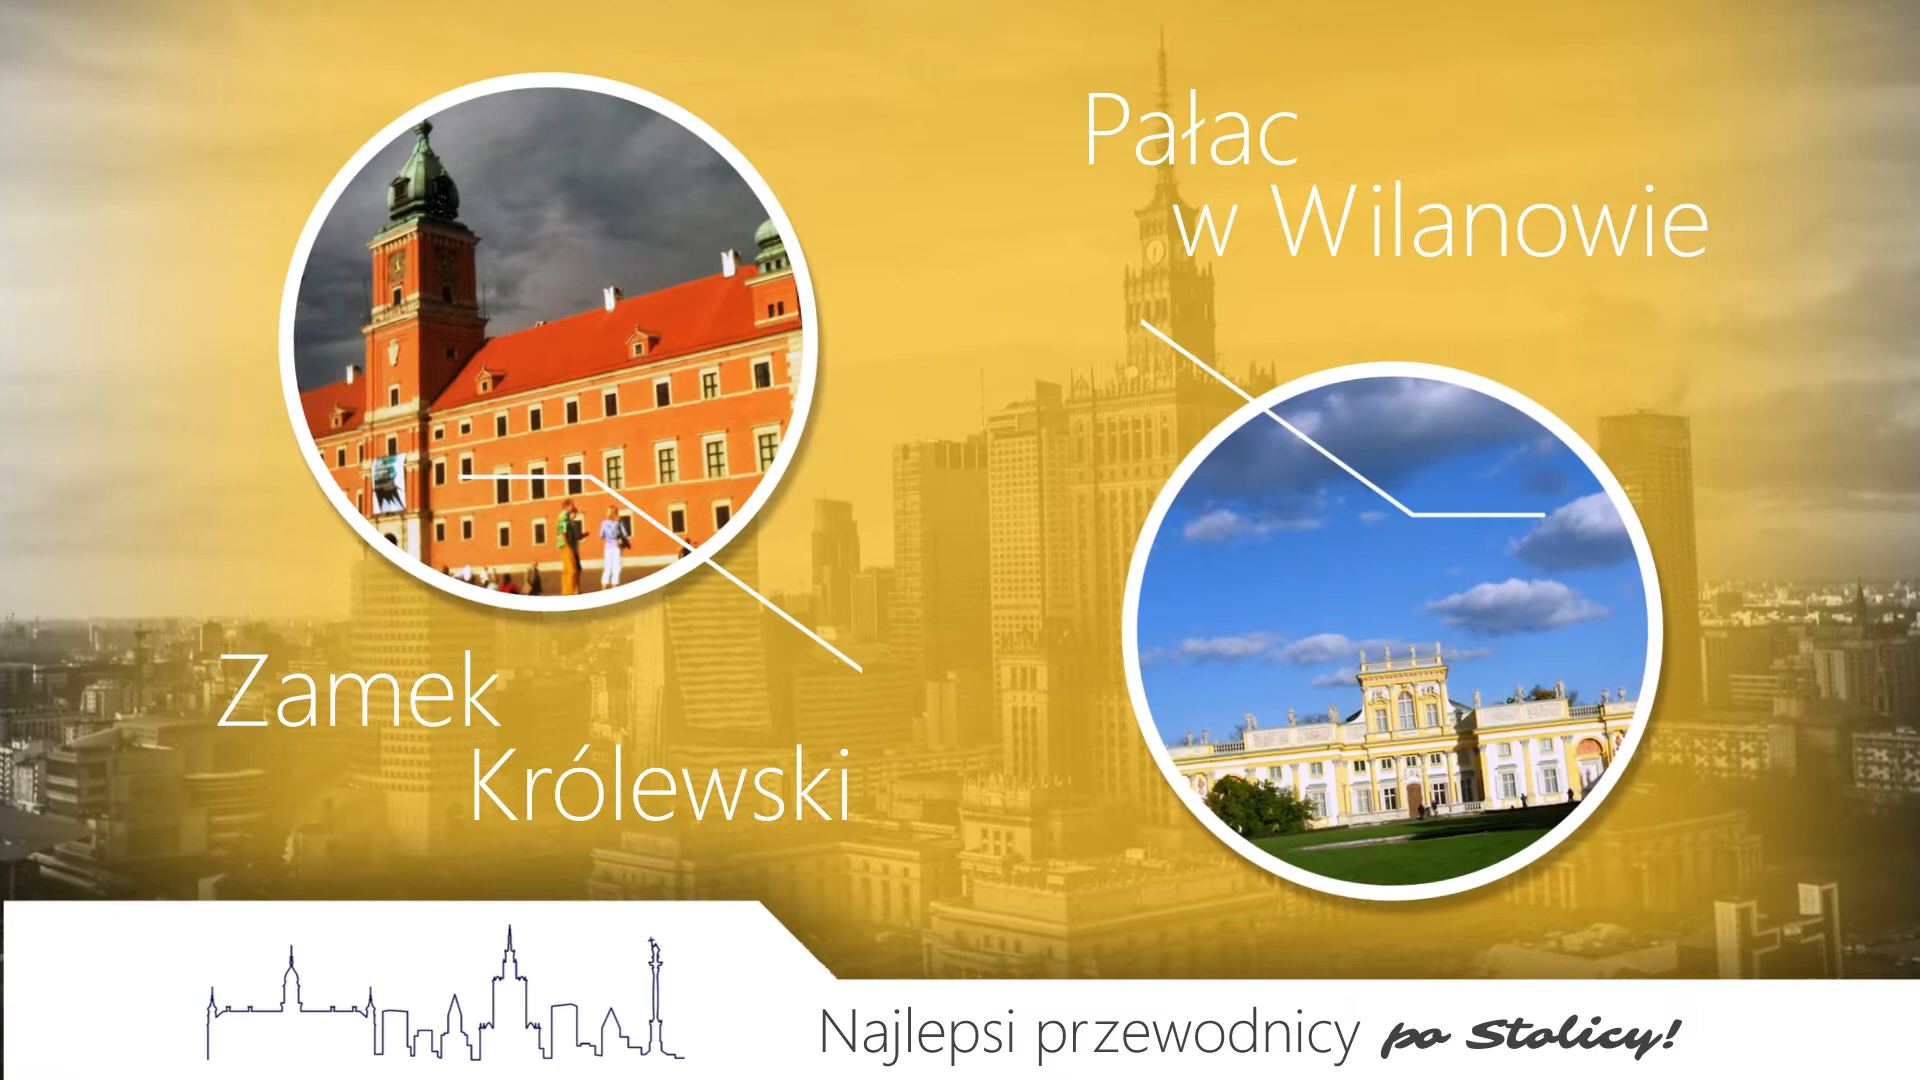 Pałac
w Wilanowie
Zamek
Królewski
Najlepsi przewodnicy po Stolicy!